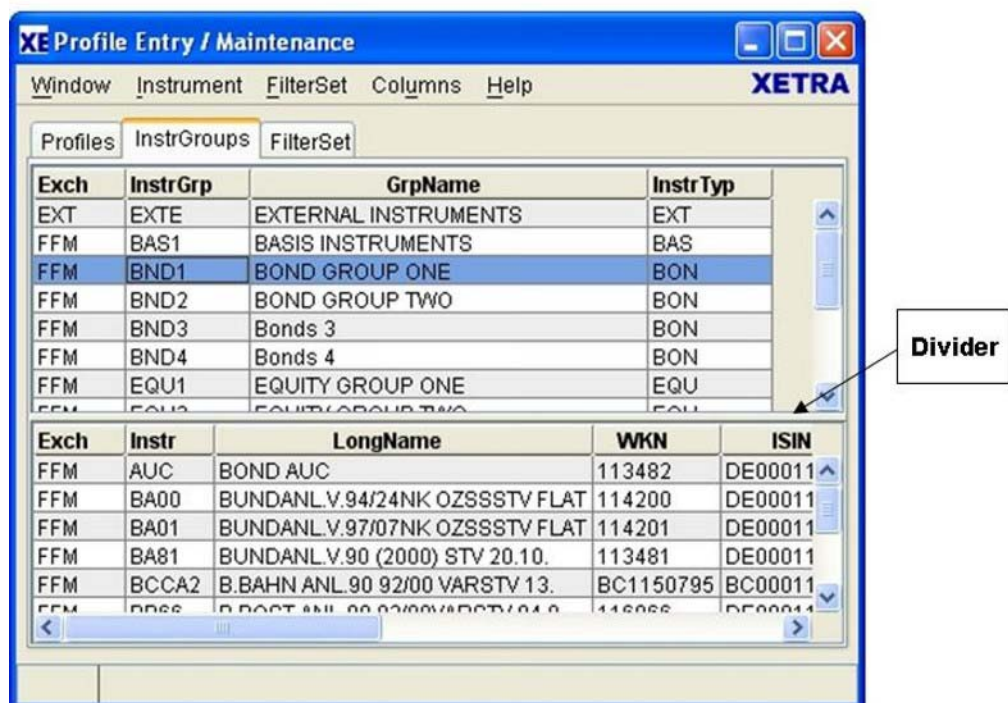 XE Profile Entry / Maintenance
Window Instrument FilterSet Columns Help XETRA
Profiles InstrGroups FilterSet
Exch InstrGrp GrpName InstrTyp
EXT EXTE EXTERNAL INSTRUMENTS EXT
FFM BAS1 BASIS INSTRUMENTS BAS
FFM BND1 BOND GROUP ONE BON
FFM BND2 BOND GROUP TWO BON
FFM BND3 Bonds 3 BON
FFM BND4 Bonds 4 BON
Divider
FFM EQU1 EQUITY GROUP ONE EQU
Exch Instr LongName WKN ISIN
FFM AUC BOND AUC 113482 DE00011
FFM BA00 BUNDANL.V.94/24NK OZSSSTV FLAT 114200 DE00011
FFM BA01 BUNDANL.V.97/07NK OZSSSTV FLAT 114201 DE00011
FFM BA81 BUNDANL.V.90 (2000) STV 20.10. 113481 DE00011
FFM BCCA2 B.BAHN ANL.90 92/00 VARSTV 13. BC1150795 BC00011